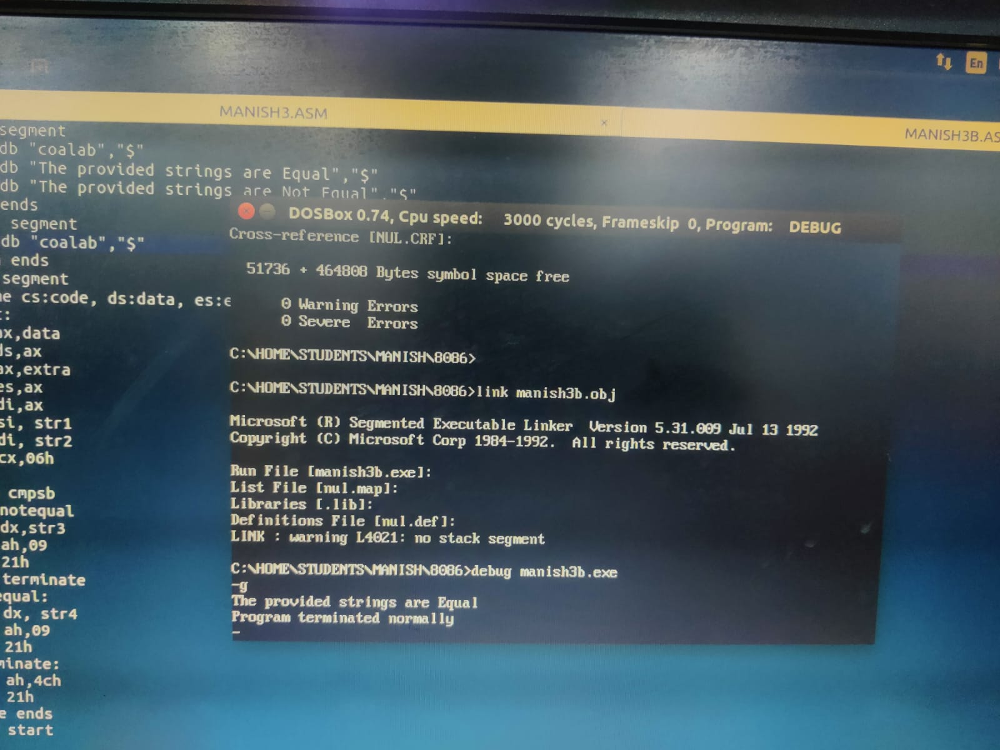 En
MANISH3.ASM ×
MANISH3B.AS
segment
db "coalab","$"
db "The provided strings are Equal","$"
db "The provided strings are Not Equal","$"
ends
segment
db "coalab","$"
ends
segment
e cs:code, ds:data, es:e
:
x,data
s,ax
ax,extra
es,ax
di,ax
si, str1
di, str2
cx,06h
cmpsb
notequal
dx,str3
ah,09
21h
terminate
equal:
dx, str4
ah,09
21h
minate:
ah,4ch
21h
e ends
start
DOSBox 0.74, Cpu speed: 3000 cycles, Frameskip 0, Program: DEBUG
Cross-reference [NUL.CRF]:
51736 + 464808 Bytes symbol space free
0 Warning Errors
0 Severe Errors
C:\HOME\STUDENTS\MANISH\8086>
C:\HOME\STUDENTS\MANISH\8086>link manish3b.obj
Microsoft (R) Segmented Executable Linker Version 5.31.009 Jul 13 1992
Copyright (C) Microsoft Corp 1984-1992. All rights reserved.
Run File [manish3b.exe]:
List File [nul.map]:
Libraries [.lib]:
Definitions File [nul.def]:
LINK : warning L4021: no stack segment
C:\HOME\STUDENTS\MANISH\8086>debug manish3b.exe
-g
The provided strings are Equal
Program terminated normally
-